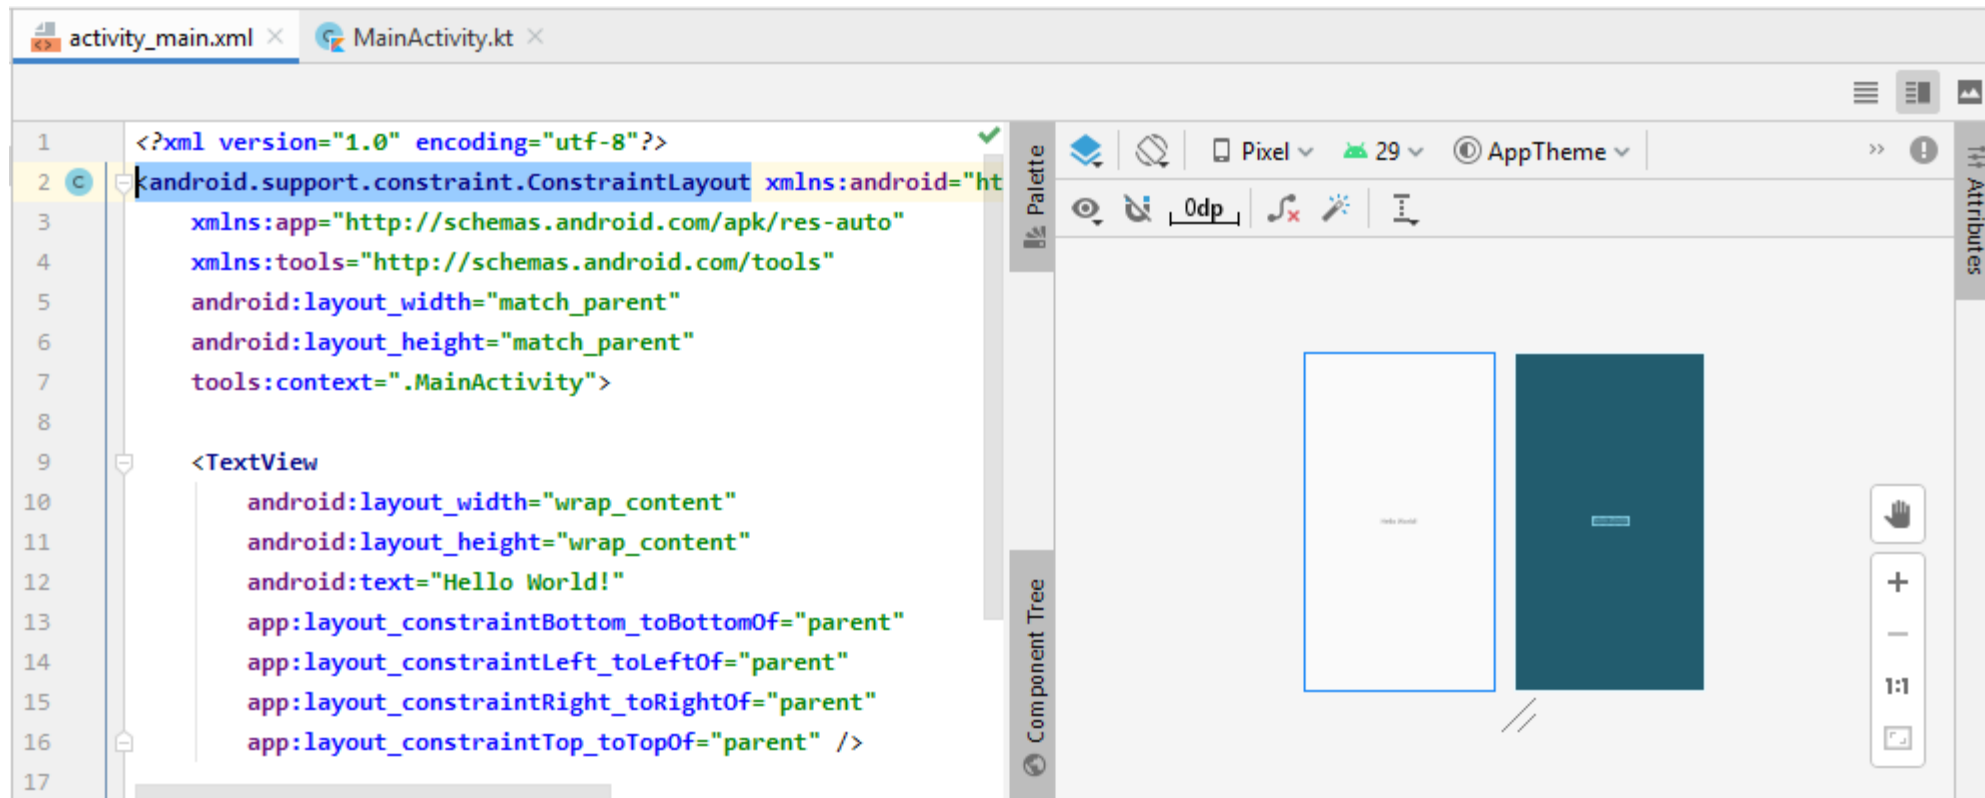 activity_main.xml
MainActivity.kt
1 <?xml version="1.0" encoding="utf-8"?>
2 <android.support.constraint.ConstraintLayout xmlns:android="ht
3 xmlns:app="http://schemas.android.com/apk/res-auto"
4 xmlns:tools="http://schemas.android.com/tools"
5 android:layout_width="match_parent"
6 android:layout_height="match_parent"
7 tools:context=".MainActivity">
8
9 <TextView
10 android:layout_width="wrap_content"
11 android:layout_height="wrap_content"
12 android:text="Hello World!"
13 app:layout_constraintBottom_toBottomOf="parent"
14 app:layout_constraintLeft_toLeftOf="parent"
15 app:layout_constraintRight_toRightOf="parent"
16 app:layout_constraintTop_toTopOf="parent" />
17
Palette
Component Tree
Pixel 29 AppTheme
0dp
Hello World!
1:1
Attributes